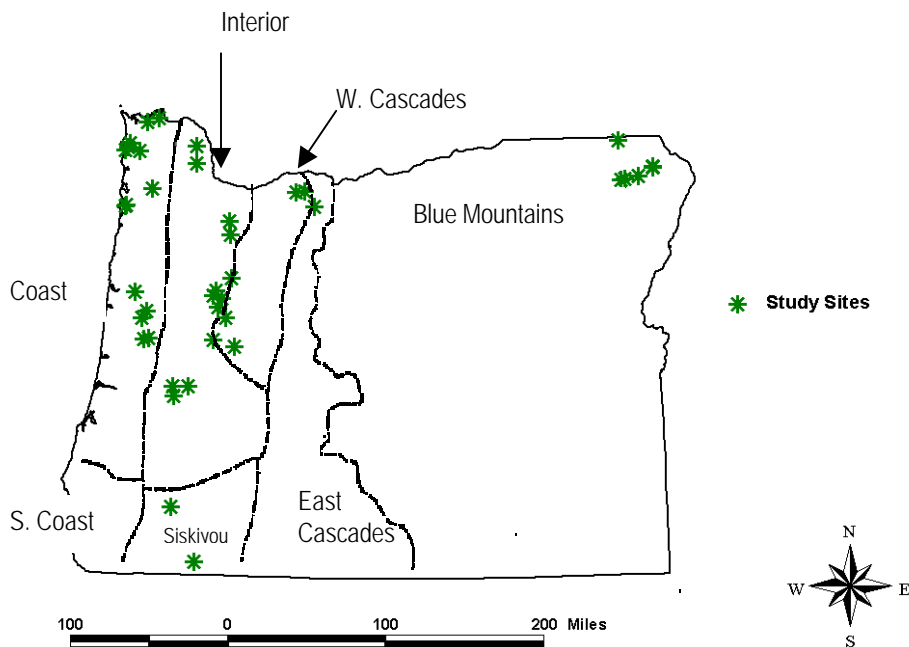 Interior
W. Cascades
Blue Mountains
Coast
Study Sites
S. Coast
Siskivou
East
Cascades
N
W
E
S
100
0
100
200 Miles